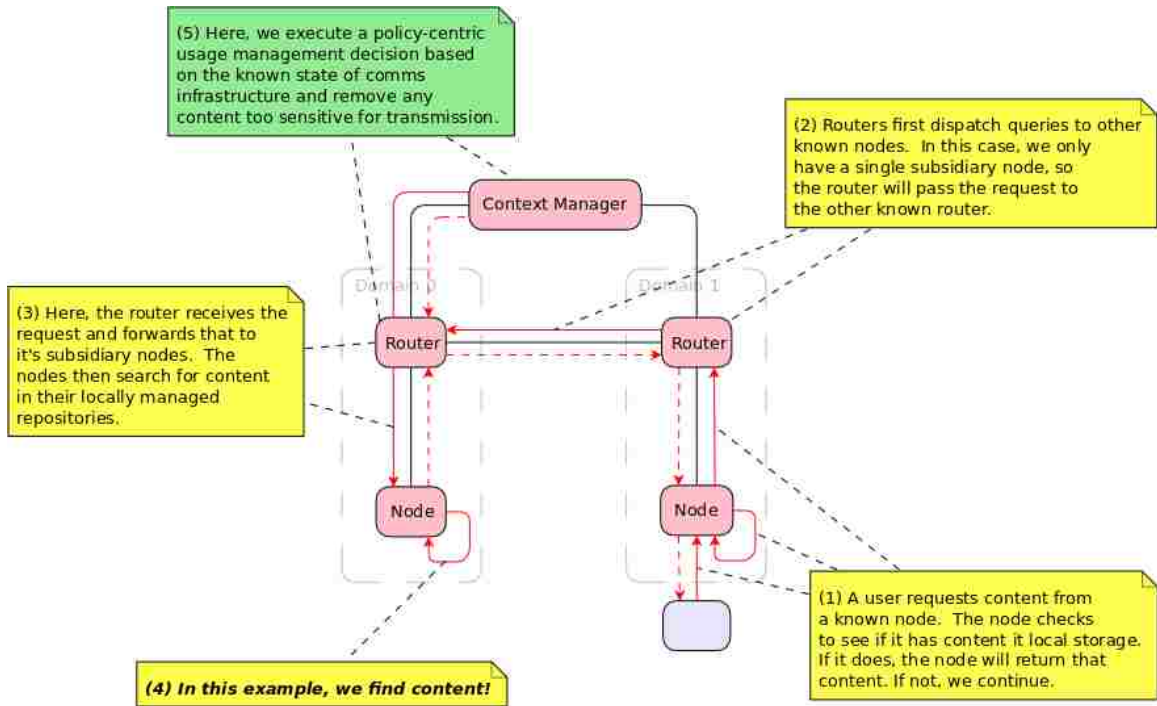 (5) Here, we execute a policy-centric
usage management decision based
on the known state of comms
infrastructure and remove any
content too sensitive for transmission.
(2) Routers first dispatch queries to other
known nodes.  In this case, we only
have a single subsidiary node, so
the router will pass the request to
the other known router.
Context Manager
Domain 0
Domain 1
(3) Here, the router receives the
request and forwards that to
it's subsidiary nodes.  The
nodes then search for content
in their locally managed
repositories.
Router
Router
Node
Node
(1) A user requests content from
a known node.  The node checks
to see if it has content it local storage.
If it does, the node will return that
content. If not, we continue.
(4) In this example, we find content!